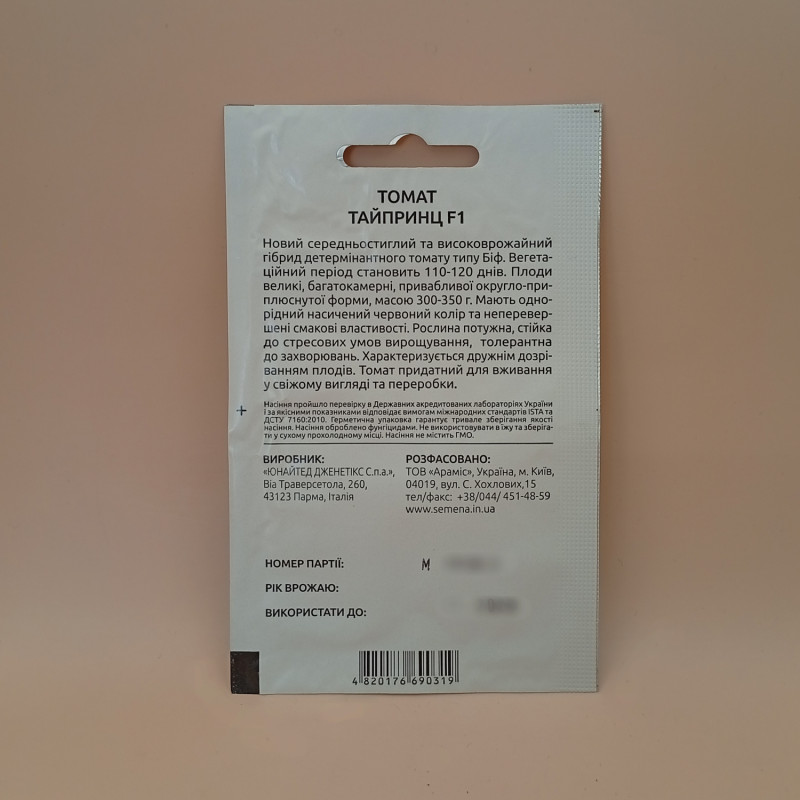 ТОМАТ
ТАЙПРИНЦ F1
Новий середньостиглий та високоврожайний
гібрид детермінантного томату типу Біф. Вегета-
ційний період становить 110-120 днів. Плоди
великі, багатокамерні, привабливої округло-при-
плюснутої форми, масою 300-350 г. Мають одно-
рідний насичений червоний колір та неперевер-
шені смакові властивості. Рослина потужна, стійка
до стресових умов вирощування, толерантна
до захворювань. Характеризується дружнім дозрі-
ванням плодів. Томат придатний для вживання
у свіжому вигляді та переробки.
Насіння пройшло перевірку в Державних акредитованих лабораторіях України
і за якісними показниками відповідає вимогам міжнародних стандартів ISTA та
ДСТУ 7160:2010. Герметична упаковка гарантує тривале зберігання якості
насіння. Насіння оброблено фунгіцидами. Не використовувати в їжу та зберіга-
ти у сухому прохолодному місці. Насіння не містить ГМО.
ВИРОБНИК:
«ЮНАЙТЕД ДЖЕНЕТІКС С.п.а.»,
Віа Траверсетола, 260,
43123 Парма, Італія
РОЗФАСОВАНО:
ТОВ «Араміс», Україна, м. Київ,
04019, вул. С. Хохлових,15
тел/факс: +38/044/ 451-48-59
www.semena.in.ua
НОМЕР ПАРТІЇ: М
РІК ВРОЖАЮ:
ВИКОРИСТАТИ ДО:
4 820176 690319